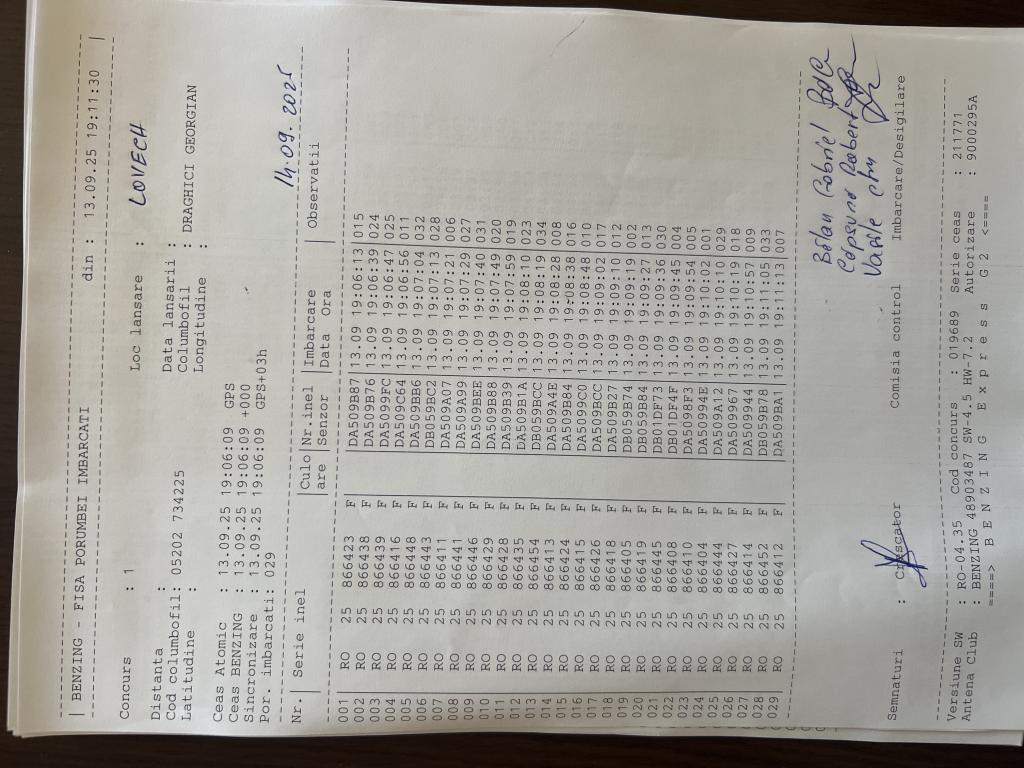 | BENZING - FISA PORUMBEI IMBARCATI din : 13.09.25 19:11:30 |
Concurs : 1 Loc lansare : LOVECH
Distanta : Data lansarii :
Cod columbofil: 05202 734225 Columbofil : DRAGHICI GEORGIAN
Latitudine : Longitudine :
Ceas Atomic : 13.09.25 19:06:09 GPS
Ceas BENZING : 13.09.25 19:06:09 +000
Sincronizare : 13.09.25 19:06:09 GPS+03h
Por. imbarcati: 029
14.09.2025
Nr.| Serie inel |Culo|Nr.inel |Imbarcare | Observatii
|are |Senzor |Data Ora |
001 | RO 25 866423 F | |DA509B87|13.09 19:06:13|015
002 | RO 25 866438 F | |DA509B76|13.09 19:06:39|024
003 | RO 25 866439 F | |DA5099FC|13.09 19:06:47|025
004 | RO 25 866416 F | |DA509C64|13.09 19:06:56|011
005 | RO 25 866448 F | |DA509BB6|13.09 19:07:04|032
006 | RO 25 866443 F | |DB059BC2|13.09 19:07:13|028
007 | RO 25 866411 F | |DA509A07|13.09 19:07:21|006
008 | RO 25 866441 F | |DA509A99|13.09 19:07:29|027
009 | RO 25 866446 F | |DA509BEE|13.09 19:07:40|031
010 | RO 25 866429 F | |DA509B88|13.09 19:07:49|020
011 | RO 25 866428 F | |DA509B39|13.09 19:07:59|019
012 | RO 25 866435 F | |DA509B1A|13.09 19:08:10|023
013 | RO 25 866454 F | |DB059BCC|13.09 19:08:19|034
014 | RO 25 866413 F | |DA509A4E|13.09 19:08:28|008
015 | RO 25 866424 F | |DA509B84|13.09 19:08:38|016
016 | RO 25 866415 F | |DA5099C0|13.09 19:08:48|010
017 | RO 25 866426 F | |DA509BCC|13.09 19:09:02|017
018 | RO 25 866418 F | |DA509B27|13.09 19:09:10|012
019 | RO 25 866405 F | |DB059B74|13.09 19:09:19|002
020 | RO 25 866419 F | |DB059B84|13.09 19:09:27|013
021 | RO 25 866445 F | |DB01DF73|13.09 19:09:36|030
022 | RO 25 866408 F | |DB01DF4F|13.09 19:09:45|004
023 | RO 25 866410 F | |DA5098F3|13.09 19:09:54|005
024 | RO 25 866404 F | |DA50994E|13.09 19:10:02|001
025 | RO 25 866444 F | |DA509A12|13.09 19:10:10|029
026 | RO 25 866427 F | |DA509967|13.09 19:10:19|018
027 | RO 25 866414 F | |DA509944|13.09 19:10:57|009
028 | RO 25 866452 F | |DB059B78|13.09 19:11:05|033
029 | RO 25 866412 F | |DA509BA1|13.09 19:11:13|007
Robert
Vasile
Semnaturi : Crescator Comisia control Imbarcare/Desigilare
Versiune SW : RO-04.35 Cod concurs : 019689 Serie ceas : 211771
Antena Club : BENZING 48903487 SW-4.5 HW-7.2 Autorizare : 9000295A
====> B E N Z I N G E x p r e s s G 2 <====